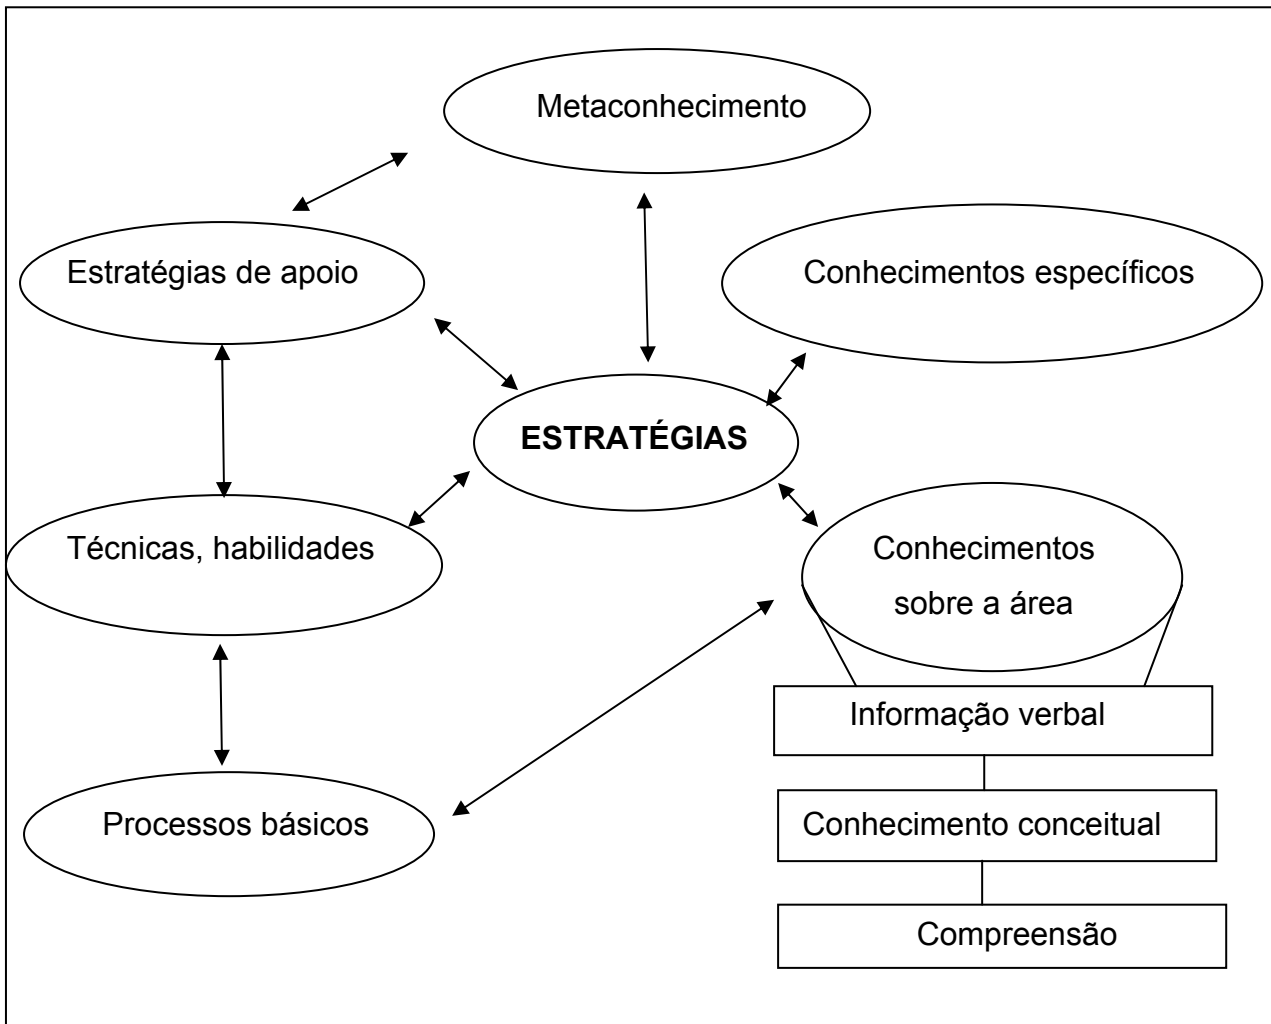 Metaconhecimento
Estratégias de apoio
Conhecimentos específicos
ESTRATÉGIAS
Técnicas, habilidades
Conhecimentos
sobre a área
Informação verbal
Processos básicos
Conhecimento conceitual
Compreensão